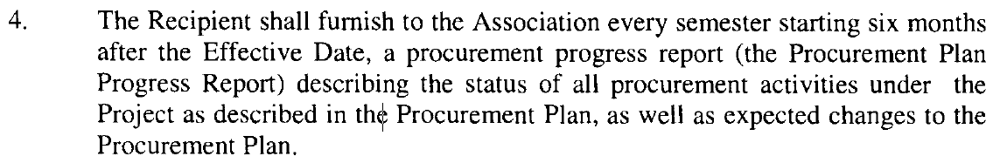 4. The Recipient shall furnish to the Association every semester starting six months
after the Effective Date, a procurement progress report (the Procurement Plan
Progress Report) describing the status of all procurement activities under the
Project as described in the Procurement Plan, as well as expected changes to the
Procurement Plan.